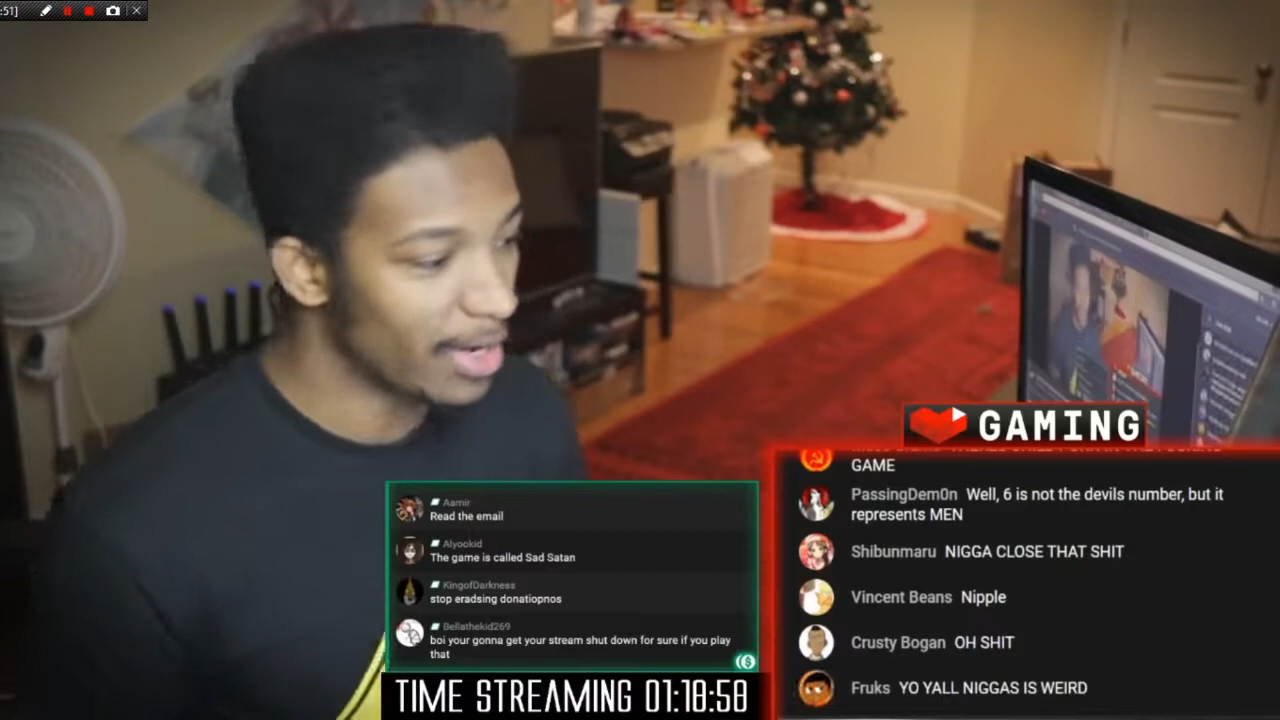 :51]
GAMING
GAME
PassingDem0n Well, 6 is not the devils number, but it
represents MEN
Shibunmaru NIGGA CLOSE THAT SHIT
Vincent Beans Nipple
Crusty Bogan OH SHIT
Fruks YO YALL NIGGAS IS WEIRD
Aamir
Read the email
Alyookid
The game is called Sad Satan
KingofDarkness
stop eradsing donatiopnos
Bellathekid269
boi your gonna get your stream shut down for sure if you play
that
TIME STREAMING 01:18:58